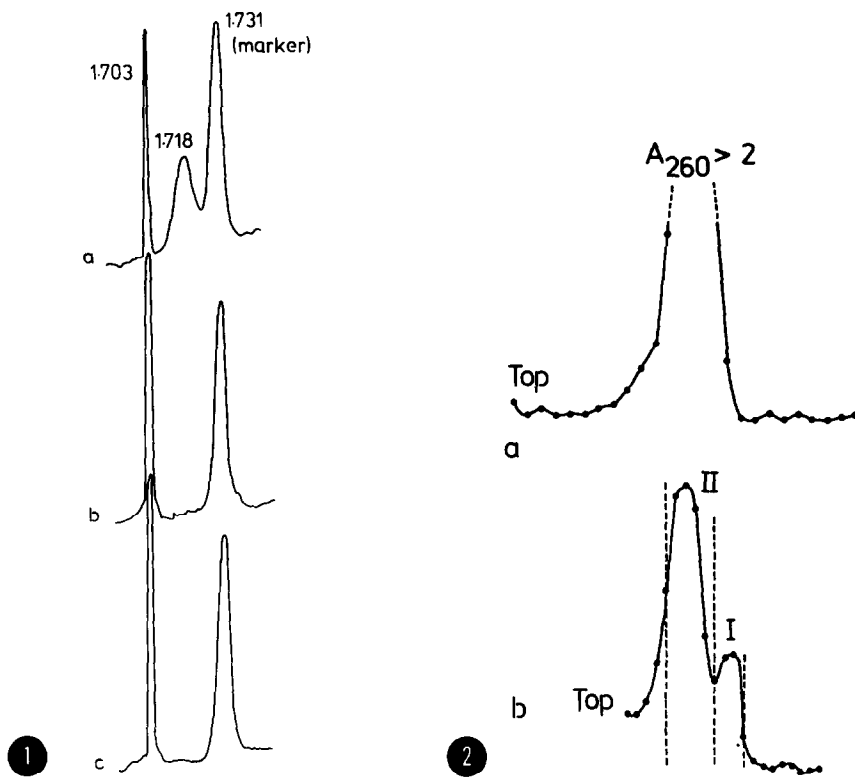 1·731
(marker)
1·703
1·718
a
b
c
1
A260 > 2
Top
a
II
I
b
Top
2